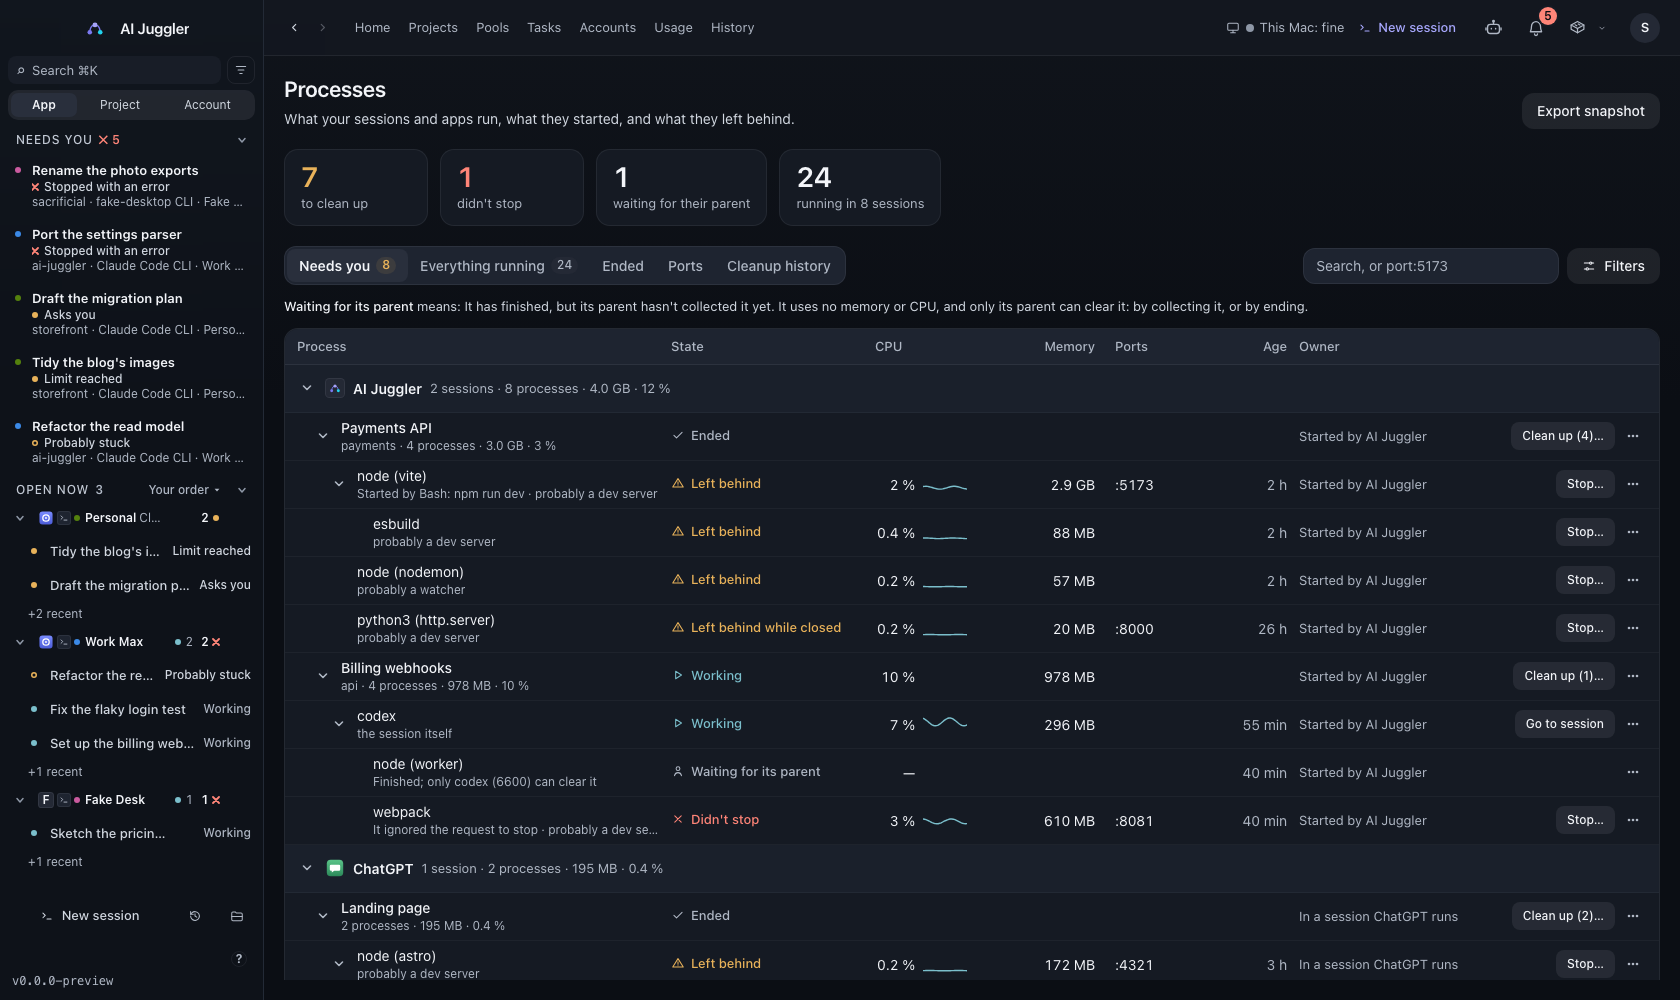 AI Juggler
Search ⌘K
App Project Account
NEEDS YOU 5
Rename the photo exports
Stopped with an error
sacrificial · fake-desktop CLI · Fake ...
Port the settings parser
Stopped with an error
ai-juggler · Claude Code CLI · Work ...
Draft the migration plan
Asks you
storefront · Claude Code CLI · Perso...
Tidy the blog's images
Limit reached
storefront · Claude Code CLI · Perso...
Refactor the read model
Probably stuck
ai-juggler · Claude Code CLI · Work ...
OPEN NOW 3 Your order
Personal Cl... 2
Tidy the blog's i... Limit reached
Draft the migration p... Asks you
+2 recent
Work Max 2 2
Refactor the re... Probably stuck
Fix the flaky login test Working
Set up the billing web... Working
+1 recent
F Fake Desk 1 1
Sketch the pricin... Working
+1 recent
New session
?
v0.0.0-preview
Home Projects Pools Tasks Accounts Usage History
This Mac: fine New session 5 S
Processes
What your sessions and apps run, what they started, and what they left behind.
Export snapshot
7 to clean up
1 didn't stop
1 waiting for their parent
24 running in 8 sessions
Needs you 8 Everything running 24 Ended Ports Cleanup history
Search, or port:5173 Filters
Waiting for its parent means: It has finished, but its parent hasn't collected it yet. It uses no memory or CPU, and only its parent can clear it: by collecting it, or by ending.
Process State CPU Memory Ports Age Owner
AI Juggler 2 sessions · 8 processes · 4.0 GB · 12 %
Payments API Ended Started by AI Juggler Clean up (4)... ...
payments · 4 processes · 3.0 GB · 3 %
node (vite) Left behind 2 % 2.9 GB :5173 2 h Started by AI Juggler Stop... ...
Started by Bash: npm run dev · probably a dev server
esbuild Left behind 0.4 % 88 MB 2 h Started by AI Juggler Stop... ...
probably a dev server
node (nodemon) Left behind 0.2 % 57 MB 2 h Started by AI Juggler Stop... ...
probably a watcher
python3 (http.server) Left behind while closed 0.2 % 20 MB :8000 26 h Started by AI Juggler Stop... ...
probably a dev server
Billing webhooks Working 10 % 978 MB Started by AI Juggler Clean up (1)... ...
api · 4 processes · 978 MB · 10 %
codex Working 7 % 296 MB 55 min Started by AI Juggler Go to session ...
the session itself
node (worker) Waiting for its parent — 40 min Started by AI Juggler ...
Finished; only codex (6600) can clear it
webpack Didn't stop 3 % 610 MB :8081 40 min Started by AI Juggler Stop... ...
It ignored the request to stop · probably a dev se...
ChatGPT 1 session · 2 processes · 195 MB · 0.4 %
Landing page Ended In a session ChatGPT runs Clean up (2)... ...
2 processes · 195 MB · 0.4 %
node (astro) Left behind 0.2 % 172 MB :4321 3 h In a session ChatGPT runs Stop... ...
probably a dev server